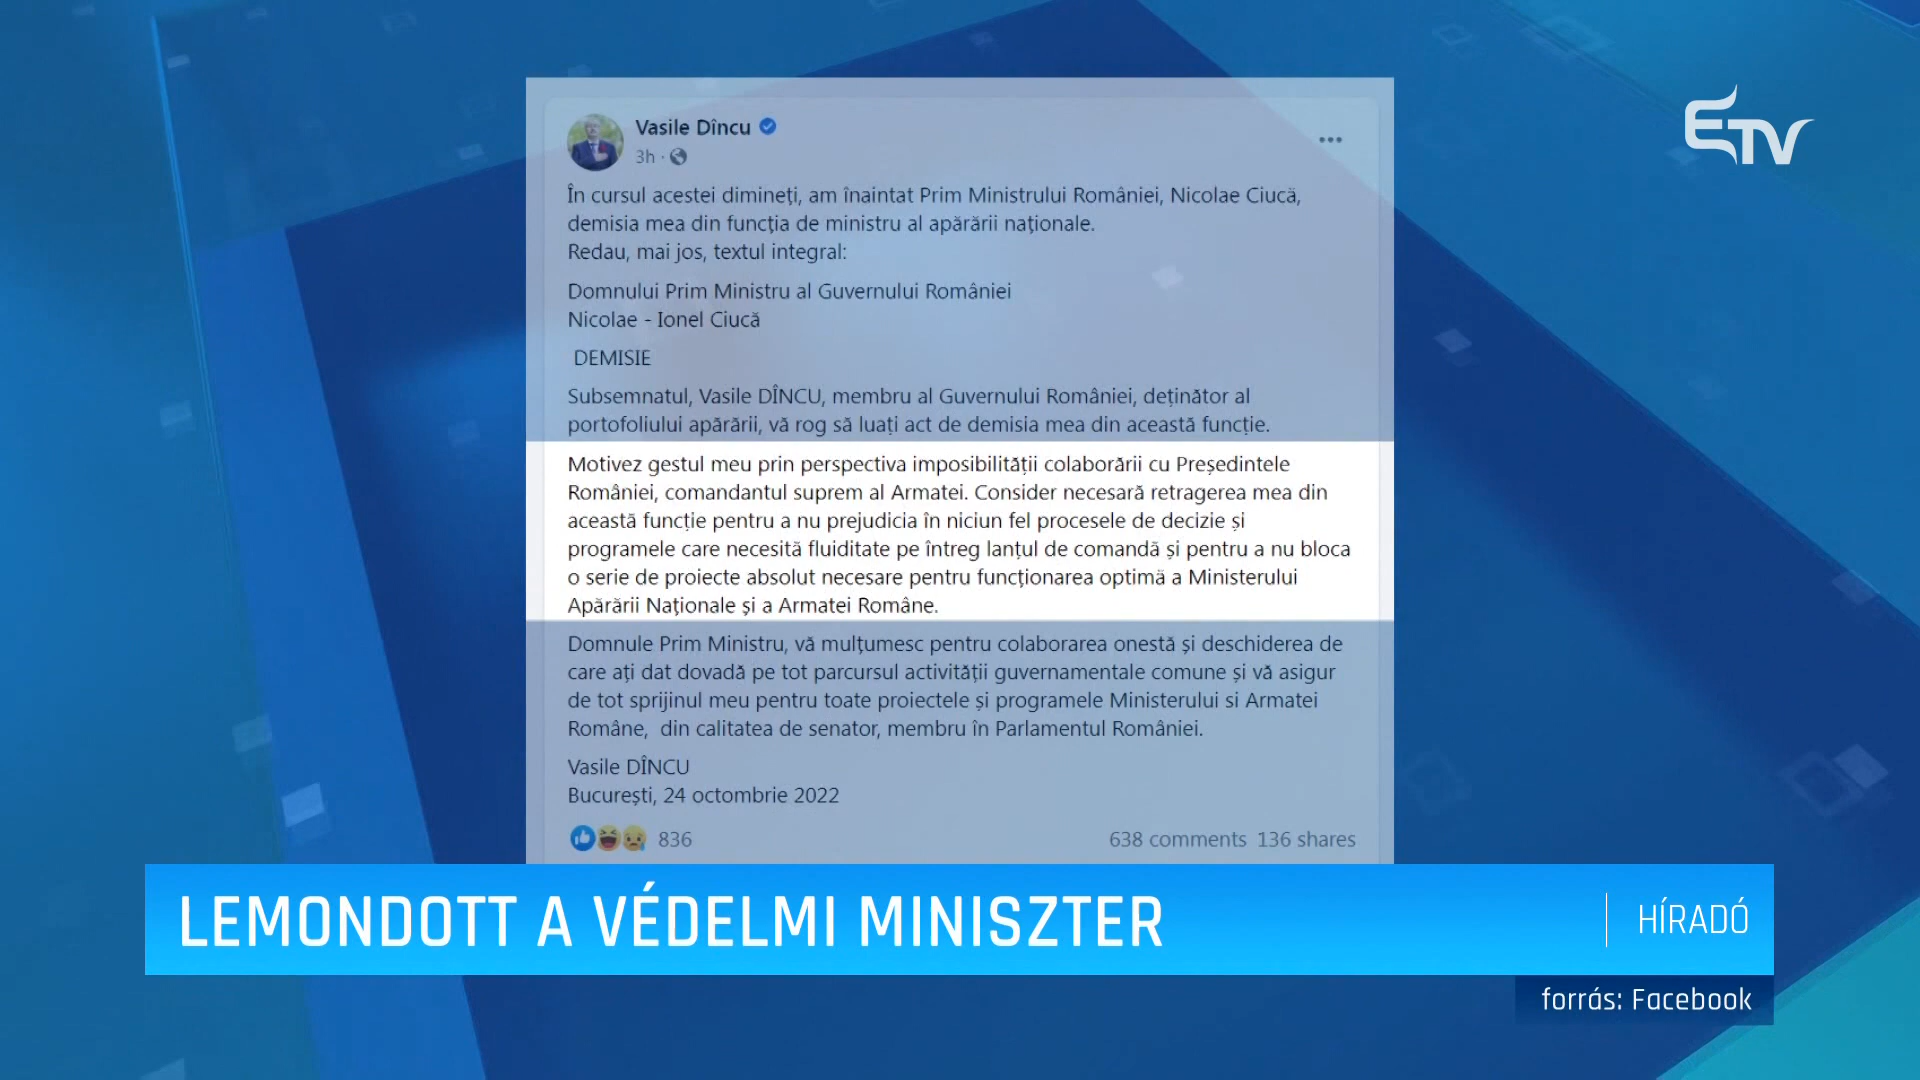 ETV
Vasile Dîncu
3h ·
În cursul acestei dimineți, am înaintat Prim Ministrului României, Nicolae Ciucă,
demisia mea din funcția de ministru al apărării naționale.
Redau, mai jos, textul integral:
Domnului Prim Ministru al Guvernului României
Nicolae - Ionel Ciucă
DEMISIE
Subsemnatul, Vasile DÎNCU, membru al Guvernului României, deținător al
portofoliului apărării, vă rog să luați act de demisia mea din această funcție.
Motivez gestul meu prin perspectiva imposibilității colaborării cu Președintele
României, comandantul suprem al Armatei. Consider necesară retragerea mea din
această funcție pentru a nu prejudicia în niciun fel procesele de decizie și
programele care necesită fluiditate pe întreg lanțul de comandă și pentru a nu bloca
o serie de proiecte absolut necesare pentru funcționarea optimă a Ministerului
Apărării Naționale și a Armatei Române.
Domnule Prim Ministru, vă mulțumesc pentru colaborarea onestă și deschiderea de
care ați dat dovadă pe tot parcursul activității guvernamentale comune și vă asigur
de tot sprijinul meu pentru toate proiectele și programele Ministerului si Armatei
Române, din calitatea de senator, membru în Parlamentul României.
Vasile DÎNCU
București, 24 octombrie 2022
836
638 comments 136 shares
LEMONDOTT A VÉDELMI MINISZTER
HÍRADÓ
forrás: Facebook